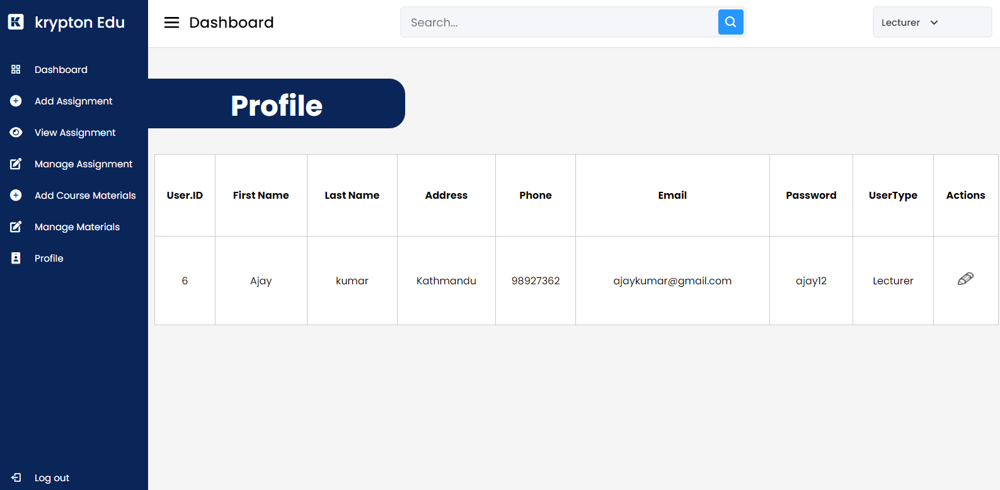 krypton Edu
Dashboard
Add Assignment
View Assignment
Manage Assignment
Add Course Materials
Manage Materials
Profile
Log out
Dashboard
Search...
Lecturer
Profile
User.ID First Name Last Name Address Phone Email Password UserType Actions
6 Ajay kumar Kathmandu 98927362 ajaykumar@gmail.com ajay12 Lecturer